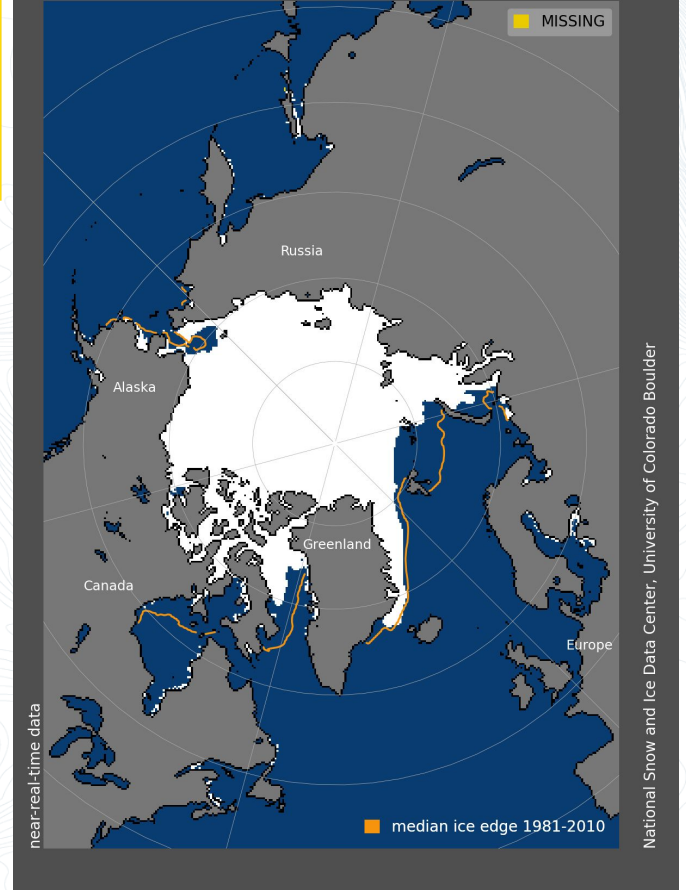 MISSING
Russia
Alaska
Greenland
Canada
Europe
near-real-time data
National Snow and Ice Data Center, University of Colorado Boulder
median ice edge 1981-2010